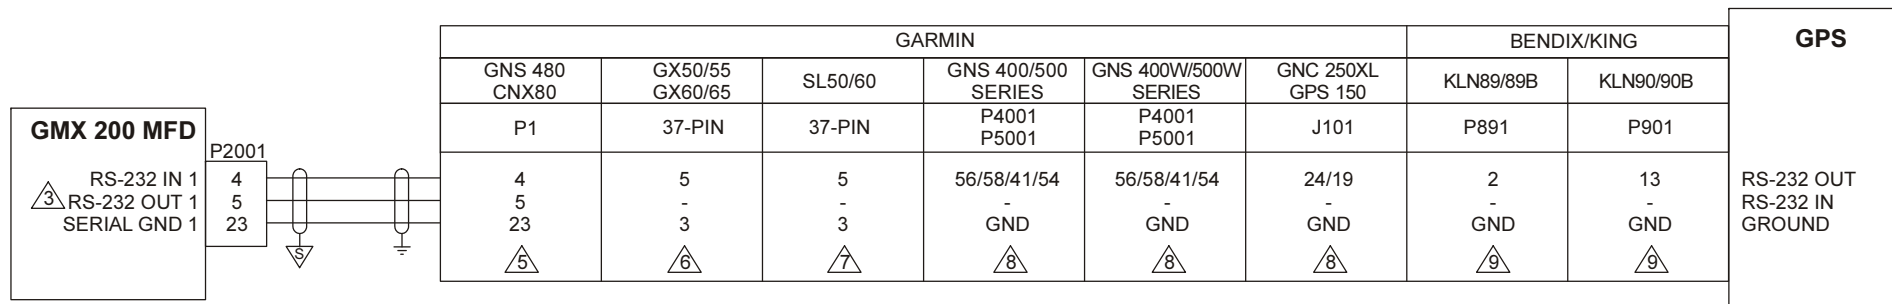 GARMIN BENDIX/KING GPS
GNS 480 CNX80 GX50/55 GX60/65 SL50/60 GNS 400/500 SERIES GNS 400W/500W SERIES GNC 250XL GPS 150 KLN89/89B KLN90/90B
GMX 200 MFD P2001 P1 37-PIN 37-PIN P4001 P5001 P4001 P5001 J101 P891 P901
RS-232 IN 1 4 4 5 5 56/58/41/54 56/58/41/54 24/19 2 13 RS-232 OUT
3 RS-232 OUT 1 5 5 - - - - - - - RS-232 IN
SERIAL GND 1 23 23 3 3 GND GND GND GND GND GROUND
S 5 6 7 8 8 8 9 9